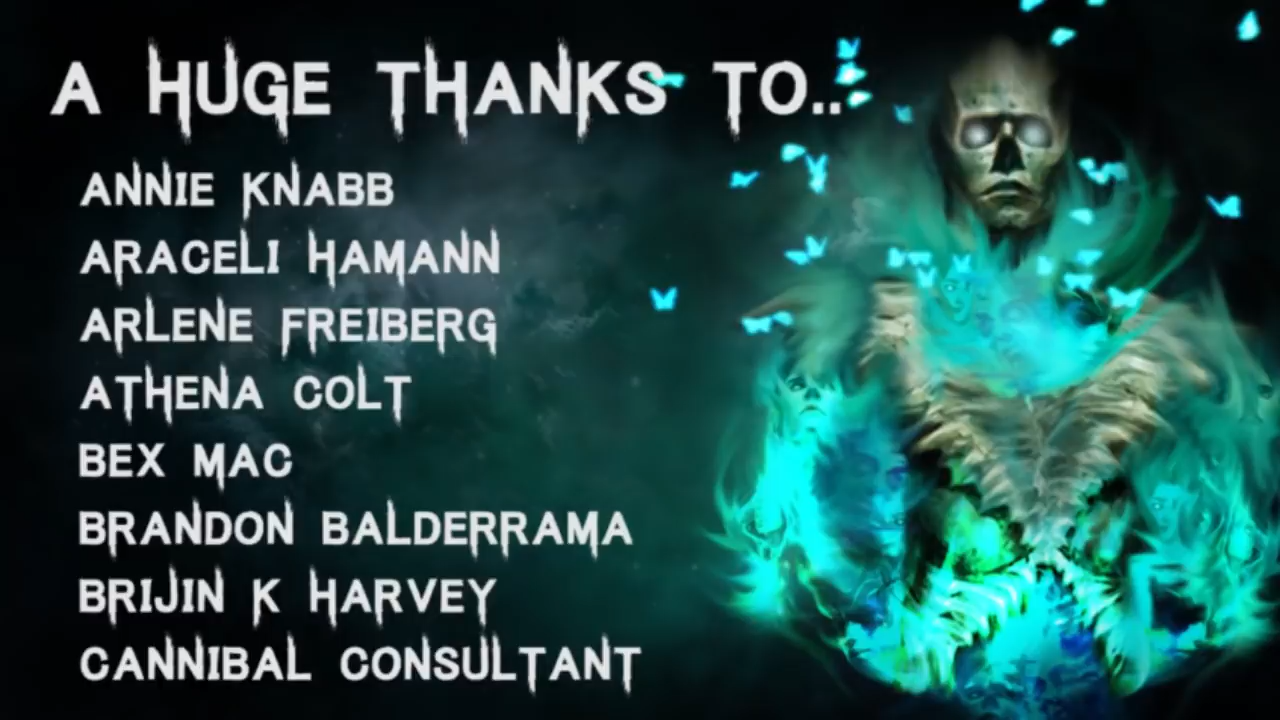 A HUGE THANKS TO..
ANNIE KNABB
ARACELI HAMANN
ARLENE FREIBERG
ATHENA COLT
BEX MAC
BRANDON BALDERRAMA
BRIJIN K HARVEY
CANNIBAL CONSULTANT